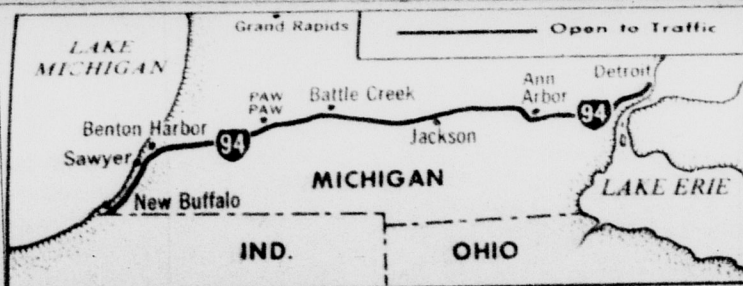 Grand Rapids
Open to Traffic
LAKE
MICHIGAN
Detroit
Ann
Arbor
PAW
PAW
Battle Creek
94
Benton Harbor
94
Jackson
Sawyer
MICHIGAN
LAKE ERIE
New Buffalo
IND.
OHIO